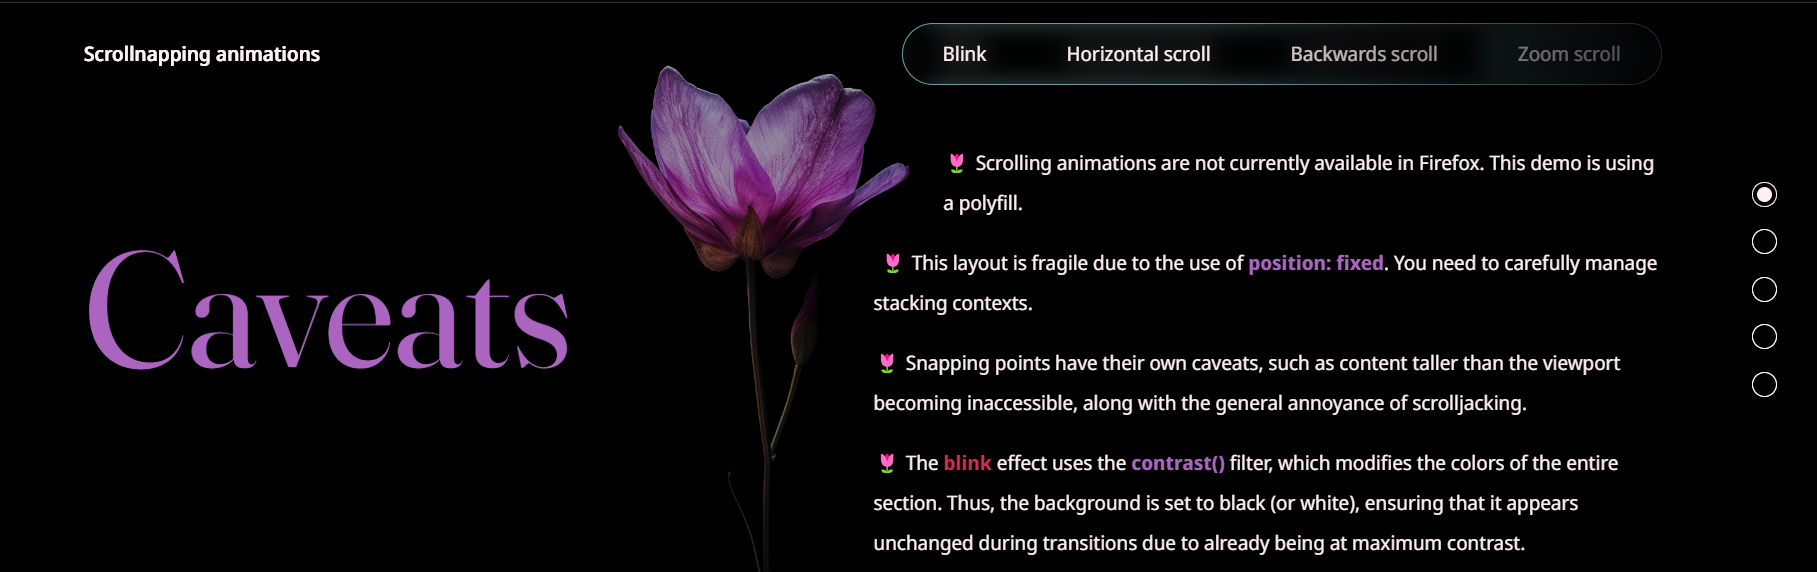 Scrollnapping animations
Blink
Horizontal scroll
Backwards scroll
Zoom scroll
Caveats
🌷 Scrolling animations are not currently available in Firefox. This demo is using
a polyfill.
🌷 This layout is fragile due to the use of position: fixed. You need to carefully manage
stacking contexts.
🌷 Snapping points have their own caveats, such as content taller than the viewport
becoming inaccessible, along with the general annoyance of scrolljacking.
🌷 The blink effect uses the contrast() filter, which modifies the colors of the entire
section. Thus, the background is set to black (or white), ensuring that it appears
unchanged during transitions due to already being at maximum contrast.